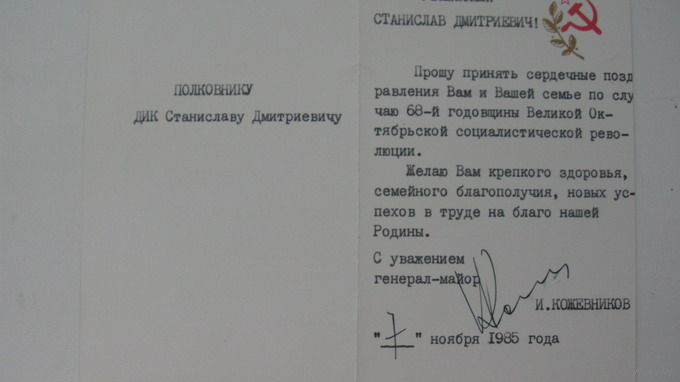 ПОЛКОВНИКУ
ДИК Станиславу Дмитриевичу
СТАНИСЛАВ ДМИТРИЕВИЧ!
Прошу принять сердечные позд
равления Вам и Вашей семье по слу
чаю 68-й годовщины Великой Ок-
тябрьской социалистической рево-
люции.
Желаю Вам крепкого здоровья,
семейного благополучия, новых ус-
пехов в труде на благо нашей
Родины.
С уважением
генерал-майор
И.КОЖЕВНИКОВ
"7" ноября 1985 года